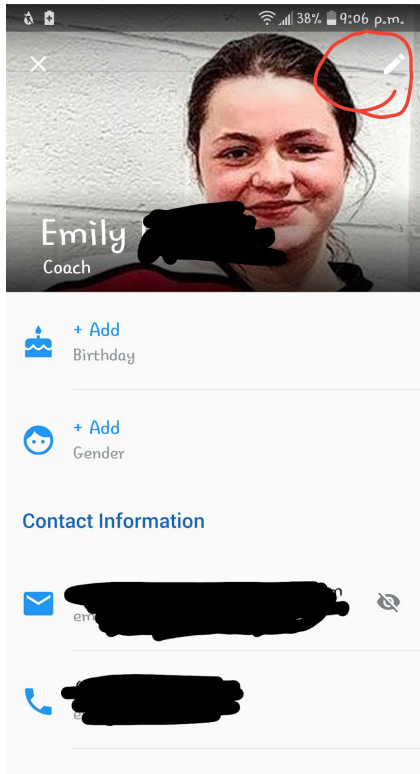 38% 9:06 p.m.
Emily
Coach
+ Add
Birthday
+ Add
Gender
Contact Information